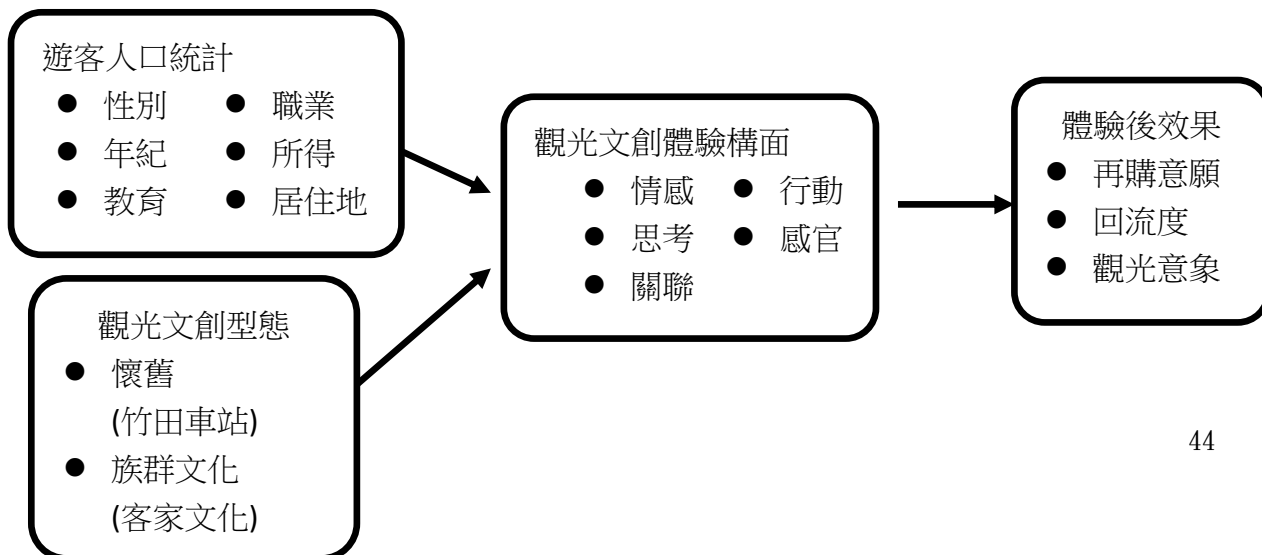 遊客人口統計
● 性別 ● 職業
● 年紀 ● 所得
● 教育 ● 居住地
觀光文創型態
● 懷舊
(竹田車站)
● 族群文化
(客家文化)
觀光文創體驗構面
● 情感 ● 行動
● 思考 ● 感官
● 關聯
體驗後效果
● 再購意願
● 回流度
● 觀光意象
44